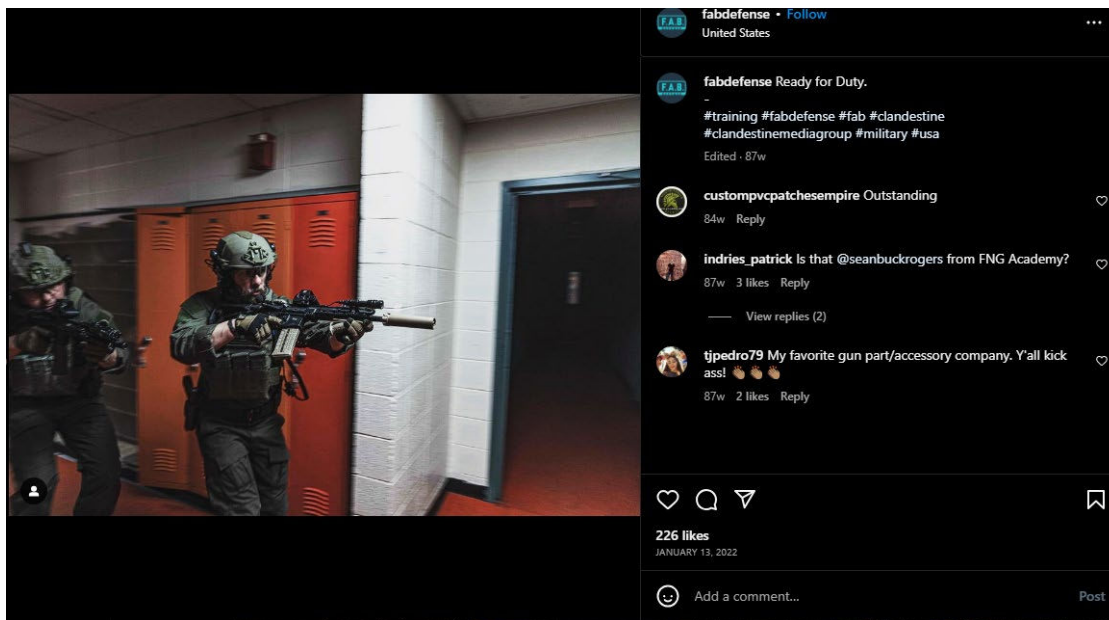 fabdefense • Follow
United States
F.A.B.
fabdefense Ready for Duty.
-
#training #fabdefense #fab #clandestine
#clandestinemediagroup #military #usa
Edited · 87w
custompvcpatchesempire Outstanding
84w Reply
indries_patrick Is that @seanbuckrogers from FNG Academy?
87w 3 likes Reply
View replies (2)
tjpedro79 My favorite gun part/accessory company. Y'all kick
ass! 👏🏽👏🏽👏🏽
87w 2 likes Reply
226 likes
JANUARY 13, 2022
Add a comment...
Post